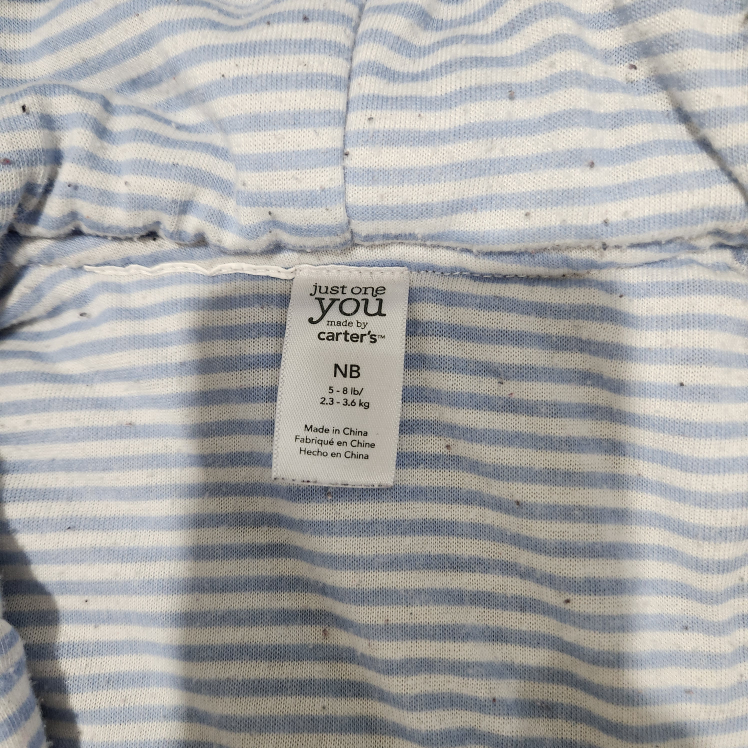 just one
you
made by
carter's™
NB
5 - 8 lb/
2.3 - 3.6 kg
Made in China
Fabriqué en Chine
Hecho en China